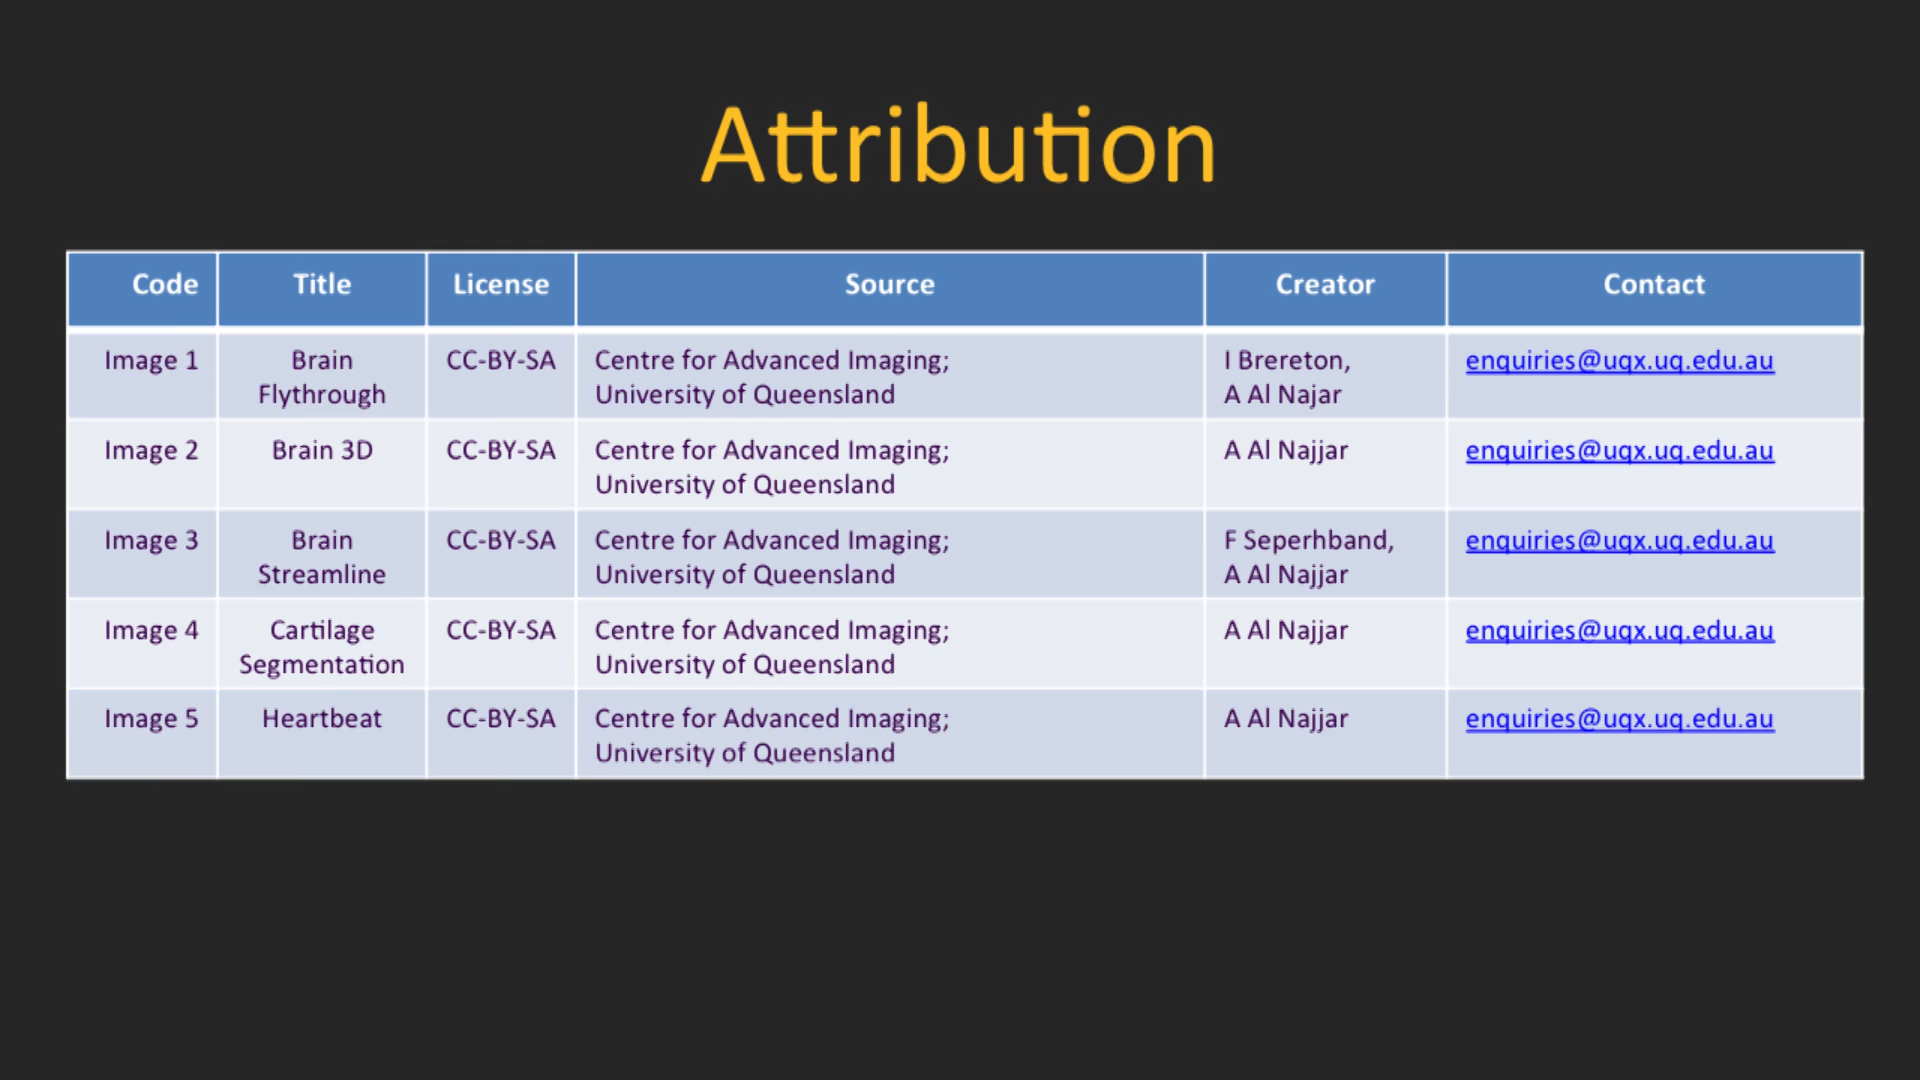 Attribution
Code Title License Source Creator Contact
Image 1 Brain CC-BY-SA Centre for Advanced Imaging; I Brereton, enquiries@uqx.uq.edu.au
Flythrough University of Queensland A Al Najar
Image 2 Brain 3D CC-BY-SA Centre for Advanced Imaging; A Al Najjar enquiries@uqx.uq.edu.au
University of Queensland
Image 3 Brain CC-BY-SA Centre for Advanced Imaging; F Seperhband, enquiries@uqx.uq.edu.au
Streamline University of Queensland A Al Najjar
Image 4 Cartilage CC-BY-SA Centre for Advanced Imaging; A Al Najjar enquiries@uqx.uq.edu.au
Segmentation University of Queensland
Image 5 Heartbeat CC-BY-SA Centre for Advanced Imaging; A Al Najjar enquiries@uqx.uq.edu.au
University of Queensland